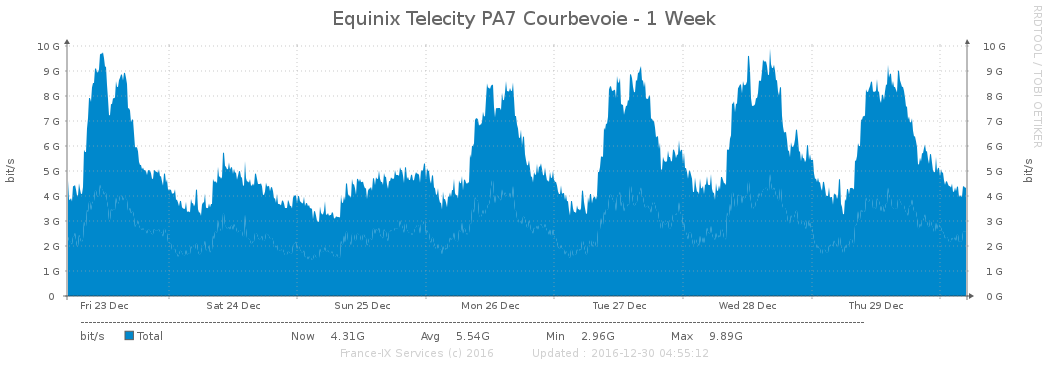 Equinix Telecity PA7 Courbevoie - 1 Week
RRDTOOL / TOBI OETIKER
10 G 10 G
9 G 9 G
8 G 8 G
7 G 7 G
6 G 6 G
5 G 5 G
4 G 4 G
3 G 3 G
2 G 2 G
1 G 1 G
0 0 G
bit/s bit/s
Fri 23 Dec Sat 24 Dec Sun 25 Dec Mon 26 Dec Tue 27 Dec Wed 28 Dec Thu 29 Dec
bit/s Total Now 4.31G Avg 5.54G Min 2.96G Max 9.89G
France-IX Services (c) 2016 Updated : 2016-12-30 04:55:12